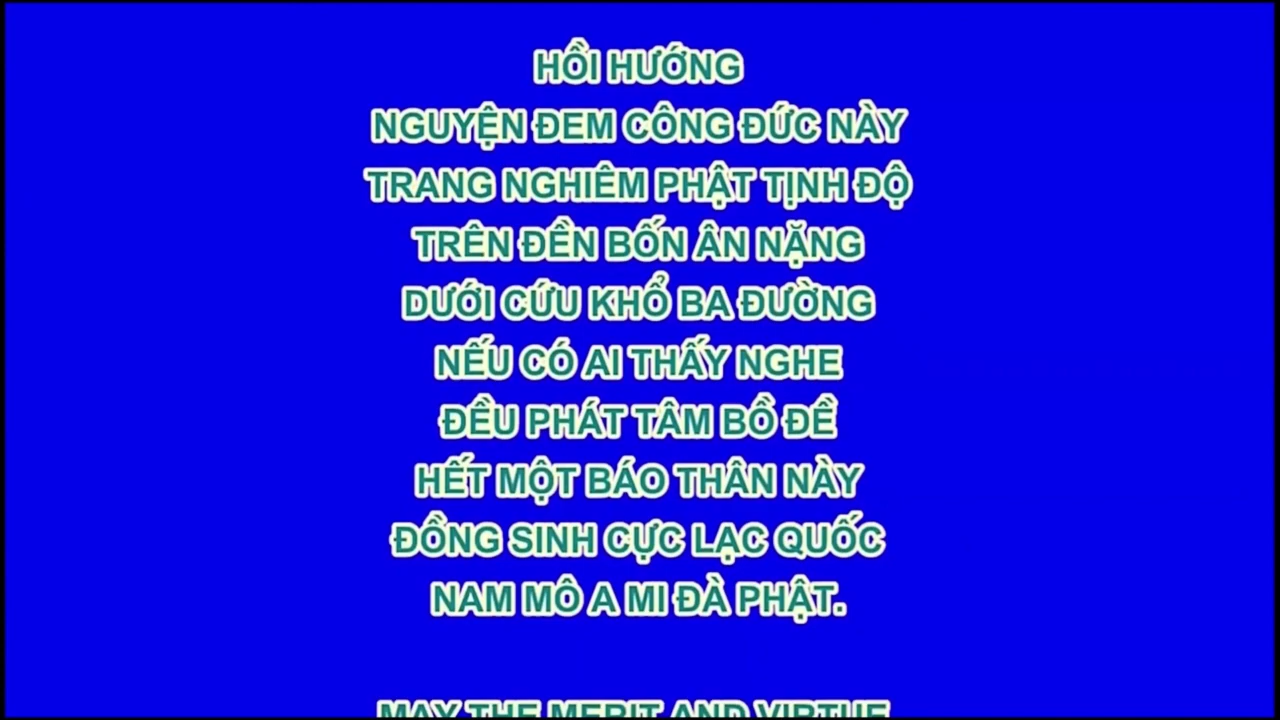 HỒI HƯỚNG
NGUYỆN ĐEM CÔNG ĐỨC NÀY
TRANG NGHIÊM PHẬT TỊNH ĐỘ
TRÊN ĐỀN BỐN ÂN NẶNG
DƯỚI CỨU KHỔ BA ĐƯỜNG
NẾU CÓ AI THẤY NGHE
ĐỀU PHÁT TÂM BỒ ĐỀ
HẾT MỘT BÁO THÂN NÀY
ĐỒNG SINH CỰC LẠC QUỐC
NAM MÔ A MI ĐÀ PHẬT.
MAY THE MERIT AND VIRTUE